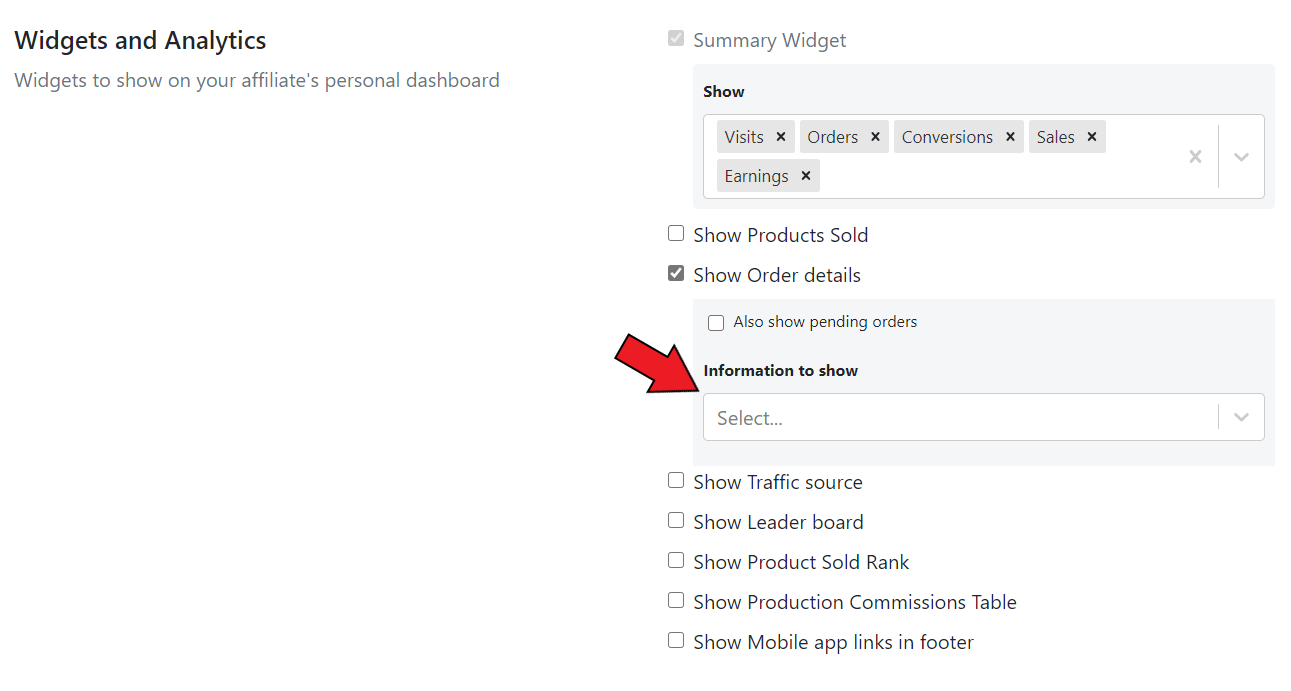 Widgets and Analytics
Widgets to show on your affiliate's personal dashboard
Summary Widget
Show
Visits × Orders × Conversions × Sales ×
Earnings ×
Show Products Sold
Show Order details
Also show pending orders
Information to show
Select...
Show Traffic source
Show Leader board
Show Product Sold Rank
Show Production Commissions Table
Show Mobile app links in footer